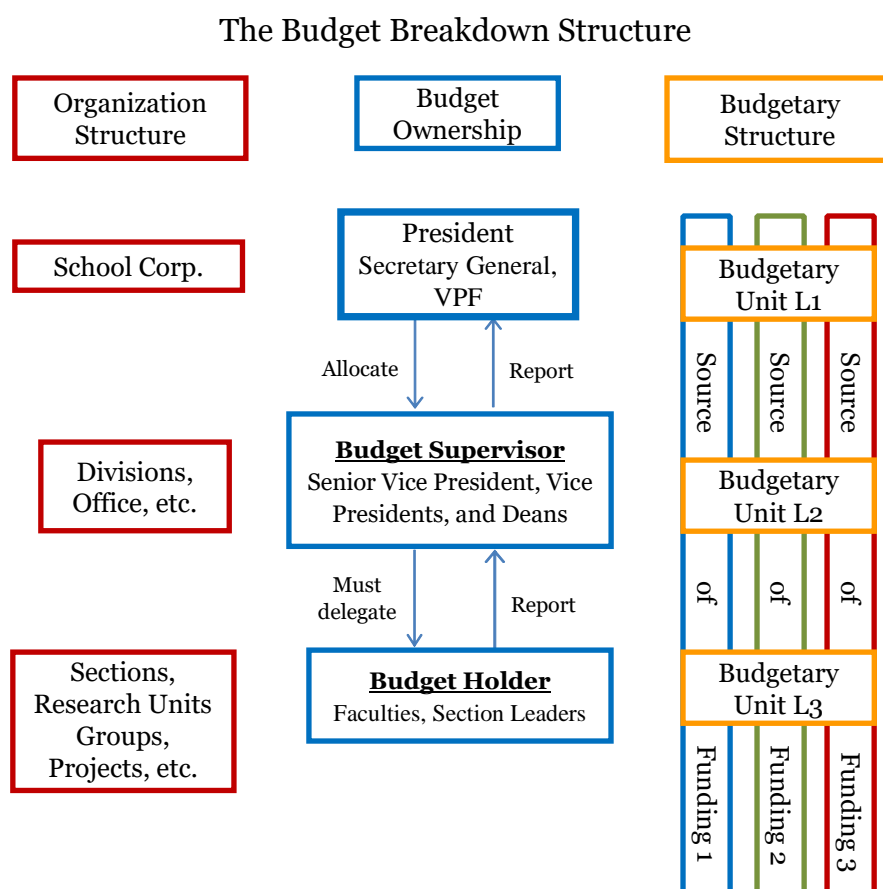 The Budget Breakdown Structure
Organization
Structure
Budget
Ownership
Budgetary
Structure
School Corp.
President
Secretary General,
VPF
Budgetary
Unit L1
Allocate
Report
Divisions,
Office, etc.
Budget Supervisor
Senior Vice President, Vice
Presidents, and Deans
Budgetary
Unit L2
Must
delegate
Report
Sections,
Research Units
Groups,
Projects, etc.
Budget Holder
Faculties, Section Leaders
Budgetary
Unit L3
Source of Funding 1
Source of Funding 2
Source of Funding 3